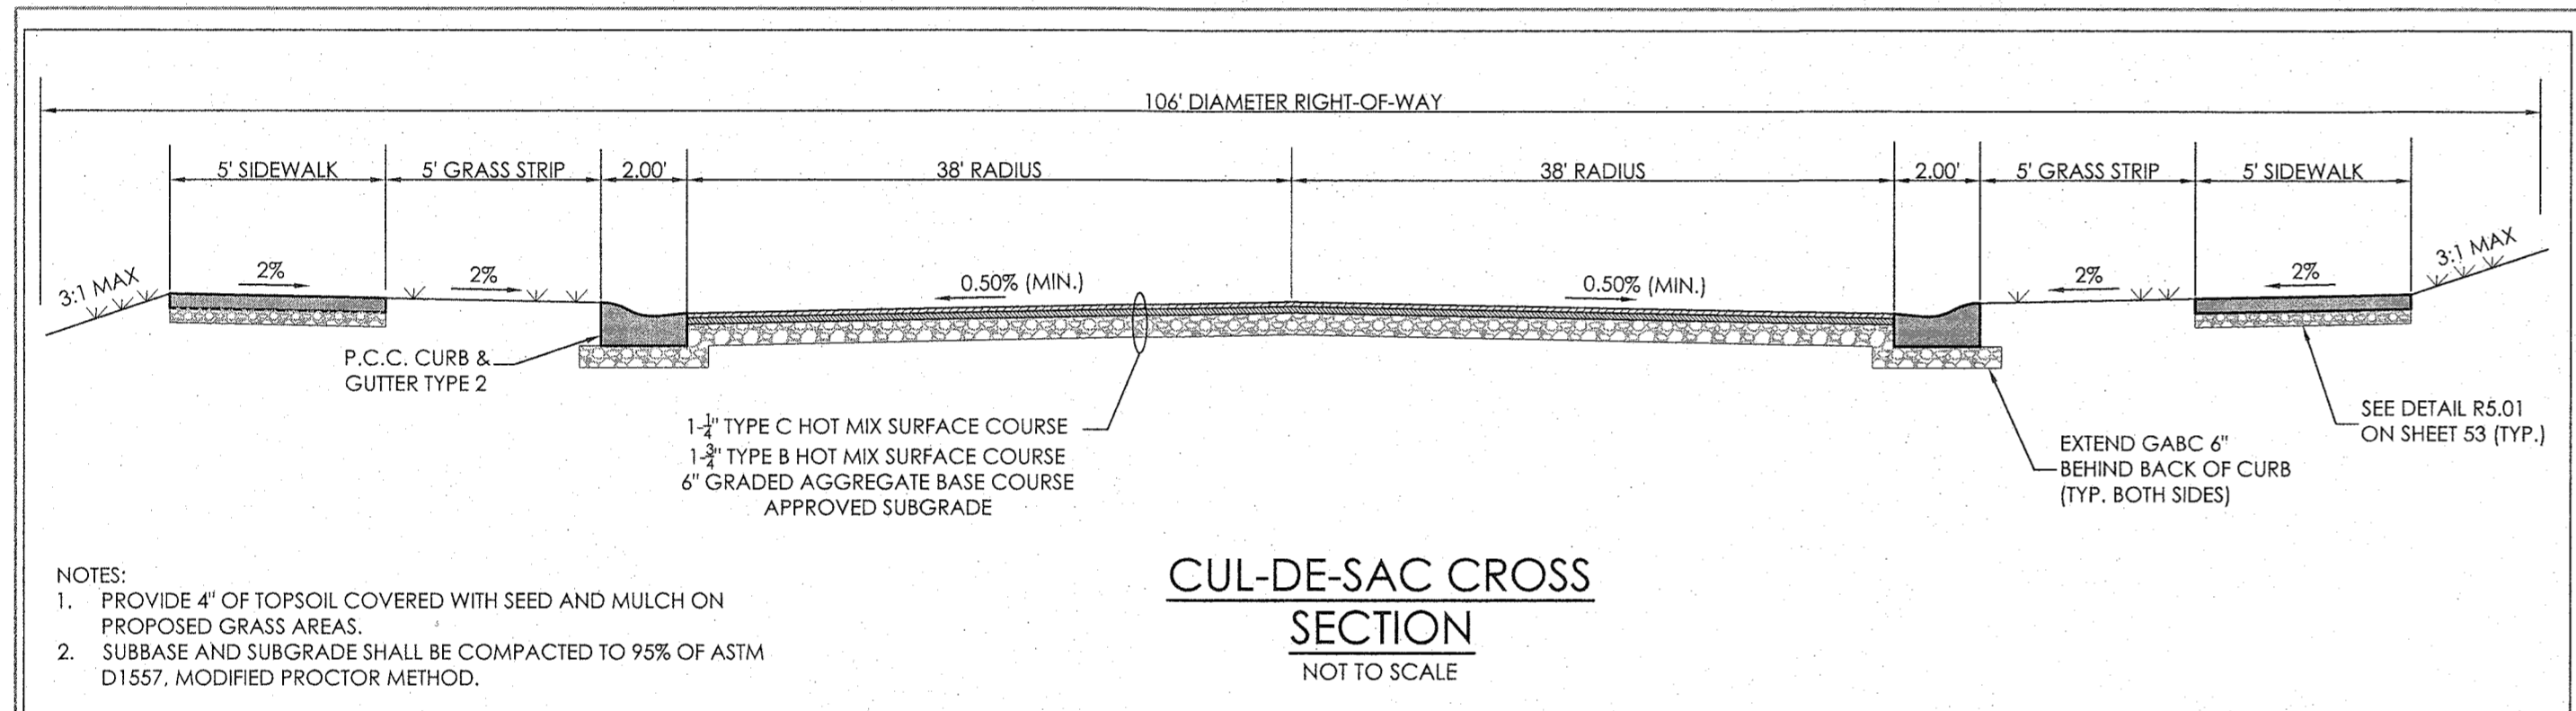 106' DIAMETER RIGHT-OF-WAY
5' SIDEWALK
5' GRASS STRIP
2.00'
38' RADIUS
38' RADIUS
2.00'
5' GRASS STRIP
5' SIDEWALK
3:1 MAX
2%
2%
0.50% (MIN.)
0.50% (MIN.)
2%
2%
3:1 MAX
P.C.C. CURB &
GUTTER TYPE 2
1-1/4" TYPE C HOT MIX SURFACE COURSE
1-3/4" TYPE B HOT MIX SURFACE COURSE
6" GRADED AGGREGATE BASE COURSE
APPROVED SUBGRADE
EXTEND GABC 6"
BEHIND BACK OF CURB
(TYP. BOTH SIDES)
SEE DETAIL R5.01
ON SHEET 53 (TYP.)
NOTES:
1. PROVIDE 4" OF TOPSOIL COVERED WITH SEED AND MULCH ON
PROPOSED GRASS AREAS.
2. SUBBASE AND SUBGRADE SHALL BE COMPACTED TO 95% OF ASTM
D1557, MODIFIED PROCTOR METHOD.
CUL-DE-SAC CROSS
SECTION
NOT TO SCALE